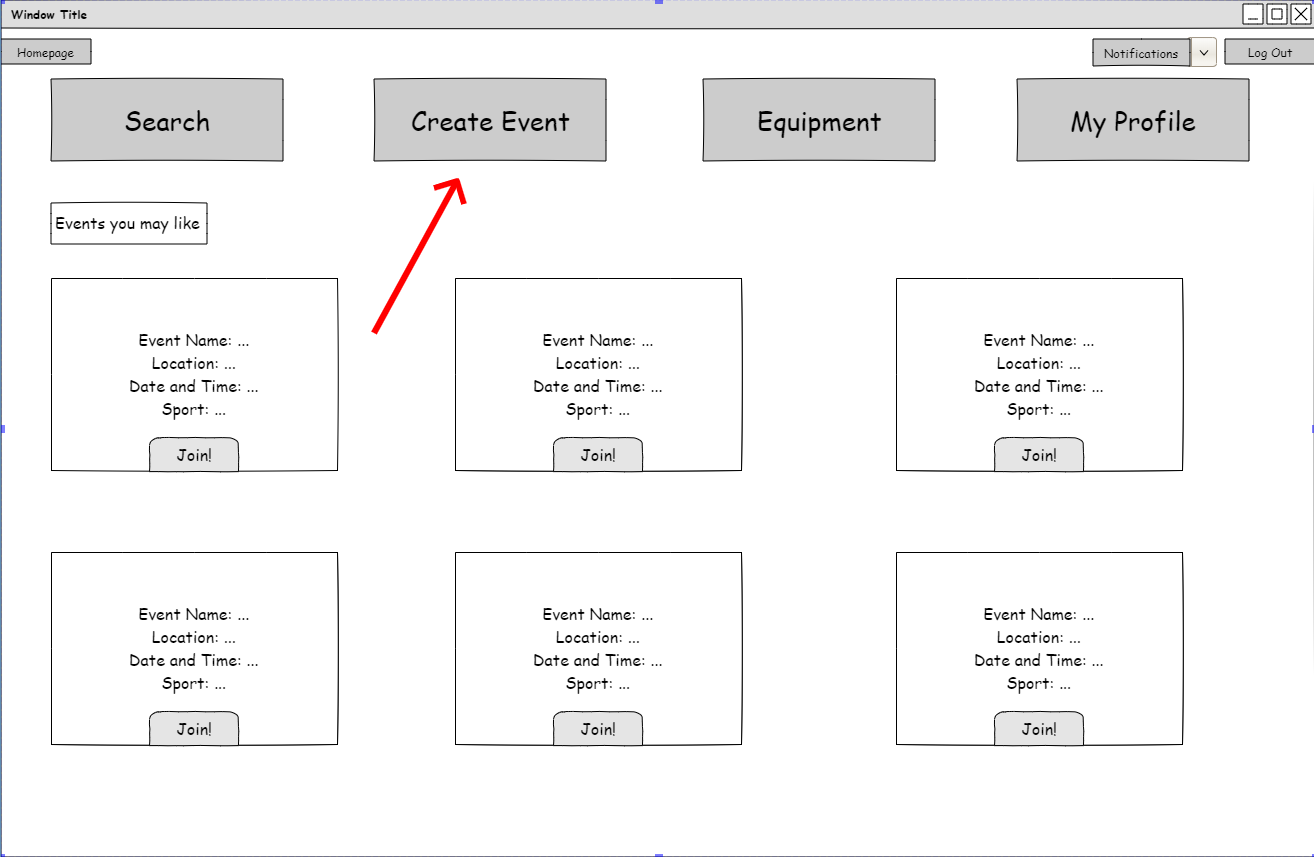 Window Title
Homepage
Notifications
Log Out
Search
Create Event
Equipment
My Profile
Events you may like
Event Name: ...
Location: ...
Date and Time: ...
Sport: ...
Join!
Event Name: ...
Location: ...
Date and Time: ...
Sport: ...
Join!
Event Name: ...
Location: ...
Date and Time: ...
Sport: ...
Join!
Event Name: ...
Location: ...
Date and Time: ...
Sport: ...
Join!
Event Name: ...
Location: ...
Date and Time: ...
Sport: ...
Join!
Event Name: ...
Location: ...
Date and Time: ...
Sport: ...
Join!